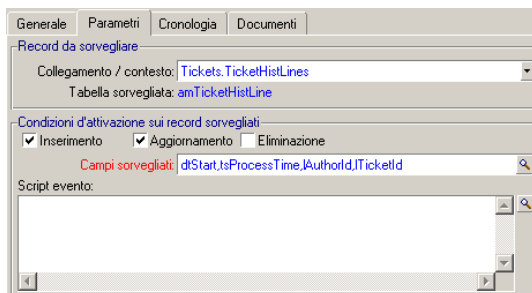 Generale Parametri Cronologia Documenti
Record da sorvegliare
Collegamento / contesto: Tickets.TicketHistLines
Tabella sorvegliata: amTicketHistLine
Condizioni d'attivazione sui record sorvegliati
Inserimento Aggiornamento Eliminazione
Campi sorvegliati: dtStart,tsProcessTime,lAuthorId,lTicketId
Script evento: